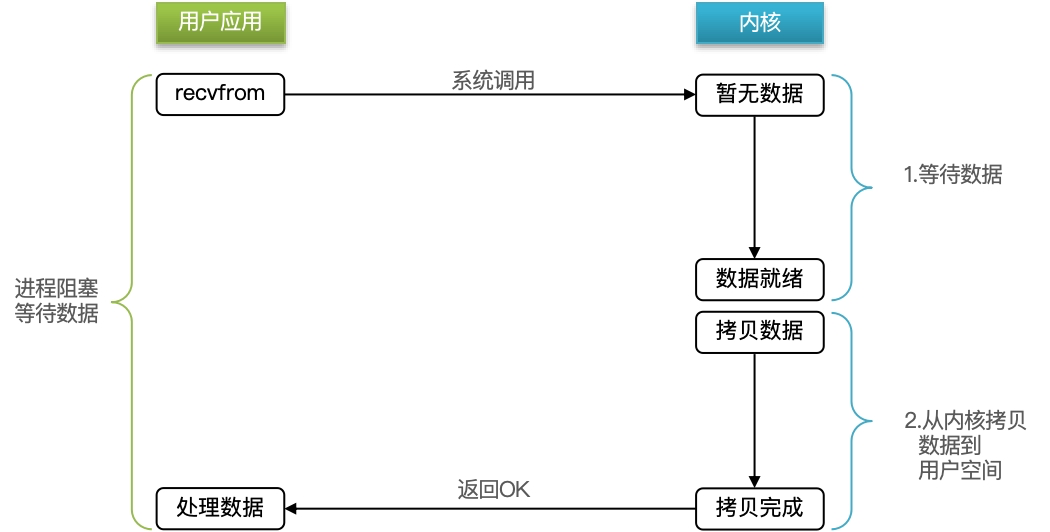 用户应用
内核
recvfrom
系统调用
暂无数据
1.等待数据
数据就绪
进程阻塞
等待数据
拷贝数据
2.从内核拷贝
数据到
用户空间
处理数据
返回OK
拷贝完成